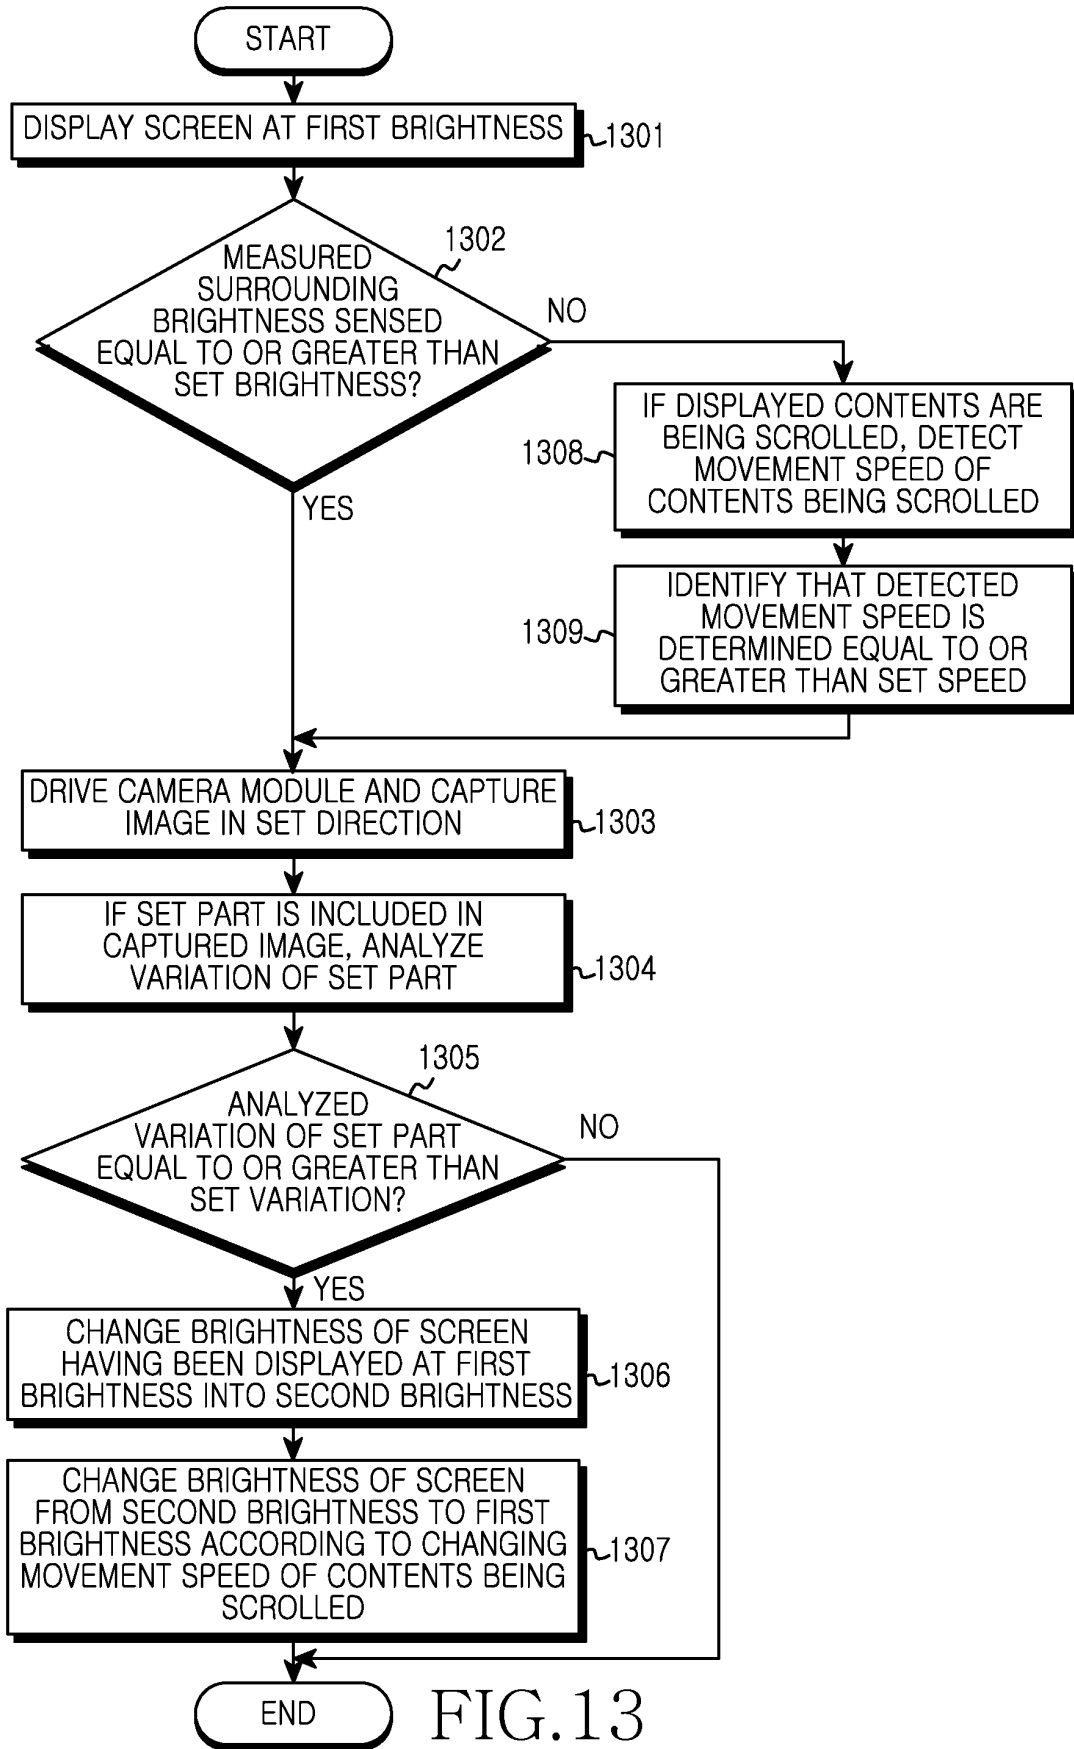 START
DISPLAY SCREEN AT FIRST BRIGHTNESS
1301
1302
MEASURED
SURROUNDING
BRIGHTNESS SENSED
EQUAL TO OR GREATER THAN
SET BRIGHTNESS?
NO
YES
IF DISPLAYED CONTENTS ARE
BEING SCROLLED, DETECT
MOVEMENT SPEED OF
CONTENTS BEING SCROLLED
1308
IDENTIFY THAT DETECTED
MOVEMENT SPEED IS
DETERMINED EQUAL TO OR
GREATER THAN SET SPEED
1309
DRIVE CAMERA MODULE AND CAPTURE
IMAGE IN SET DIRECTION
1303
IF SET PART IS INCLUDED IN
CAPTURED IMAGE, ANALYZE
VARIATION OF SET PART
1304
1305
ANALYZED
VARIATION OF SET PART
EQUAL TO OR GREATER THAN
SET VARIATION?
NO
YES
CHANGE BRIGHTNESS OF SCREEN
HAVING BEEN DISPLAYED AT FIRST
BRIGHTNESS INTO SECOND BRIGHTNESS
1306
CHANGE BRIGHTNESS OF SCREEN
FROM SECOND BRIGHTNESS TO FIRST
BRIGHTNESS ACCORDING TO CHANGING
MOVEMENT SPEED OF CONTENTS BEING
SCROLLED
1307
END
FIG.13